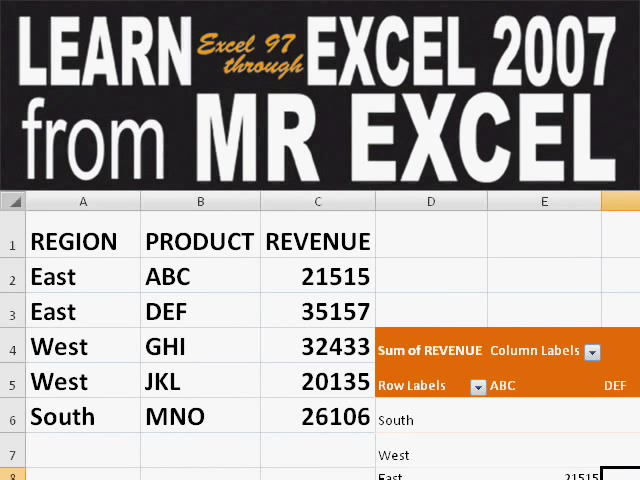 LEARN Excel 97 through EXCEL 2007
from MR EXCEL
A B C D E
1 REGION PRODUCT REVENUE
2 East ABC 21515
3 East DEF 35157
4 West GHI 32433 Sum of REVENUE Column Labels
5 West JKL 20135 Row Labels ABC DEF
6 South MNO 26106 South
7 West
8 East 21515